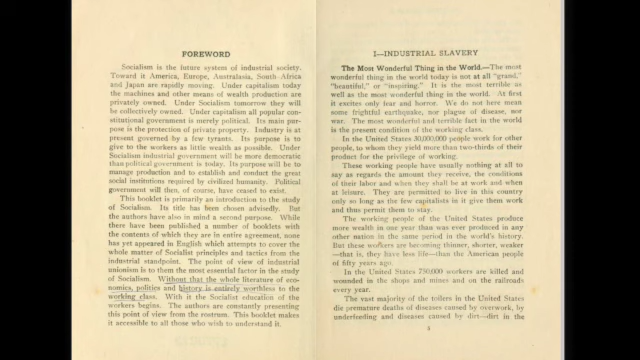 FOREWORD
Socialism is the future system of industrial society.
Toward it America, Europe, Australasia, South Africa
and Japan are rapidly moving. Under capitalism today
the machines and other means of wealth production are
privately owned. Under Socialism tomorrow they will
be collectively owned. Under capitalism all popular con-
stitutional government is merely political. Its main pur-
pose is the protection of private property. Industry is at
present governed by a few tyrants. Its purpose is to
give to the workers as little wealth as possible. Under
Socialism industrial government will be more democratic
than political government is today. Its purpose will be to
manage production and to establish and conduct the great
social institutions required by civilized humanity. Political
government will then, of course, have ceased to exist.
This booklet is primarily an introduction to the study
of Socialism. Its title has been chosen advisedly. But
the authors have also in mind a second purpose. While
there have been published a number of booklets with
the contents of which they are in entire agreement, none
has yet appeared in English which attempts to cover the
whole matter of Socialist principles and tactics from the
industrial standpoint. The point of view of industrial
unionism is to them the most essential factor in the study
of Socialism. Without that the whole literature of eco-
nomics, politics and history is entirely worthless to the
working class. With it the Socialist education of the
workers begins. The authors are constantly presenting
this point of view from the rostrum. This booklet makes
it accessible to all those who wish to understand it.
I—INDUSTRIAL SLAVERY
The Most Wonderful Thing in the World.—The most
wonderful thing in the world today is not at all "grand,"
"beautiful," or "inspiring." It is the most terrible as
well as the most wonderful thing in the world. At first
it excites only fear and horror. We do not here mean
some frightful earthquake, nor plague of disease, nor
war. The most wonderful and terrible fact in the world
is the present condition of the working class.
In the United States 30,000,000 people work for other
people, to whom they yield more than two-thirds of their
product for the privilege of working.
These working people have usually nothing at all to
say as regards the amount they receive, the conditions
of their labor and when they shall be at work and when
at leisure. They are permitted to live in this country
only so long as the few capitalists in it give them work
and thus permit them to stay.
The working people of the United States produce
more wealth in one year than was ever produced in any
other nation in the same period in the world's history.
But these workers are becoming thinner, shorter, weaker
—that is, they have less life—than the American people
of fifty years ago.
In the United States 750,000 workers are killed and
wounded in the shops and mines and on the railroads
every year.
The vast majority of the toilers in the United States
die premature deaths of diseases caused by overwork, by
underfeeding and diseases caused by dirt—dirt in the